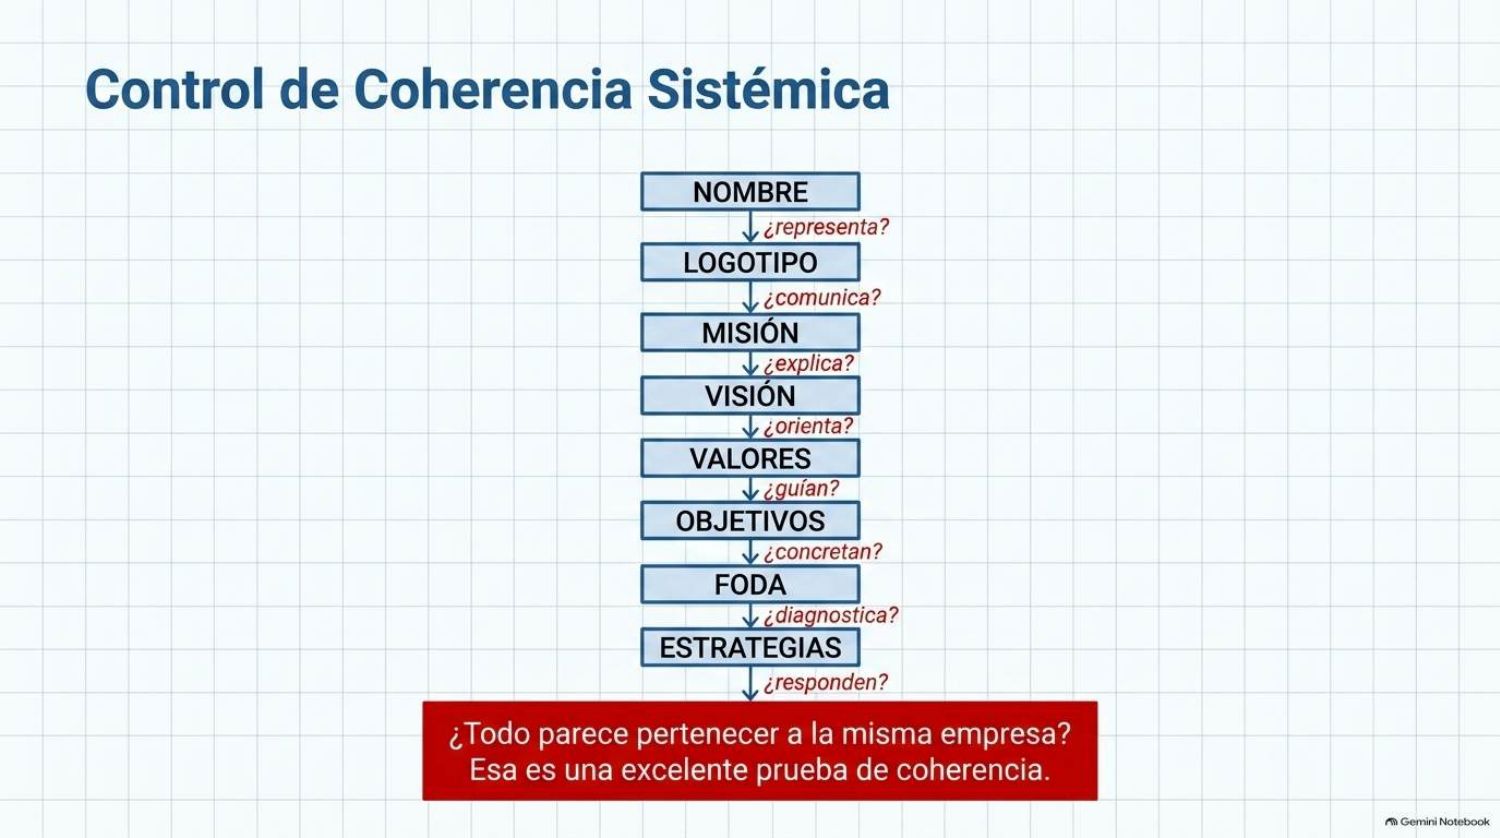 Control de Coherencia Sistémica
NOMBRE
¿representa?
LOGOTIPO
¿comunica?
MISIÓN
¿explica?
VISIÓN
¿orienta?
VALORES
¿guían?
OBJETIVOS
¿concretan?
FODA
¿diagnostica?
ESTRATEGIAS
¿responden?
¿Todo parece pertenecer a la misma empresa?
Esa es una excelente prueba de coherencia.
Gemini Notebook